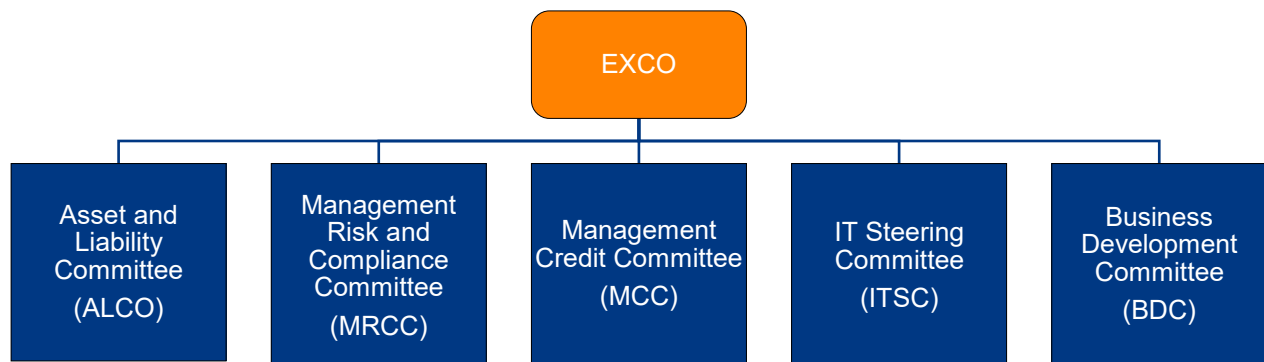 EXCO
Asset and
Liability
Committee
(ALCO)
Management
Risk and
Compliance
Committee
(MRCC)
Management
Credit Committee
(MCC)
IT Steering
Committee
(ITSC)
Business
Development
Committee
(BDC)